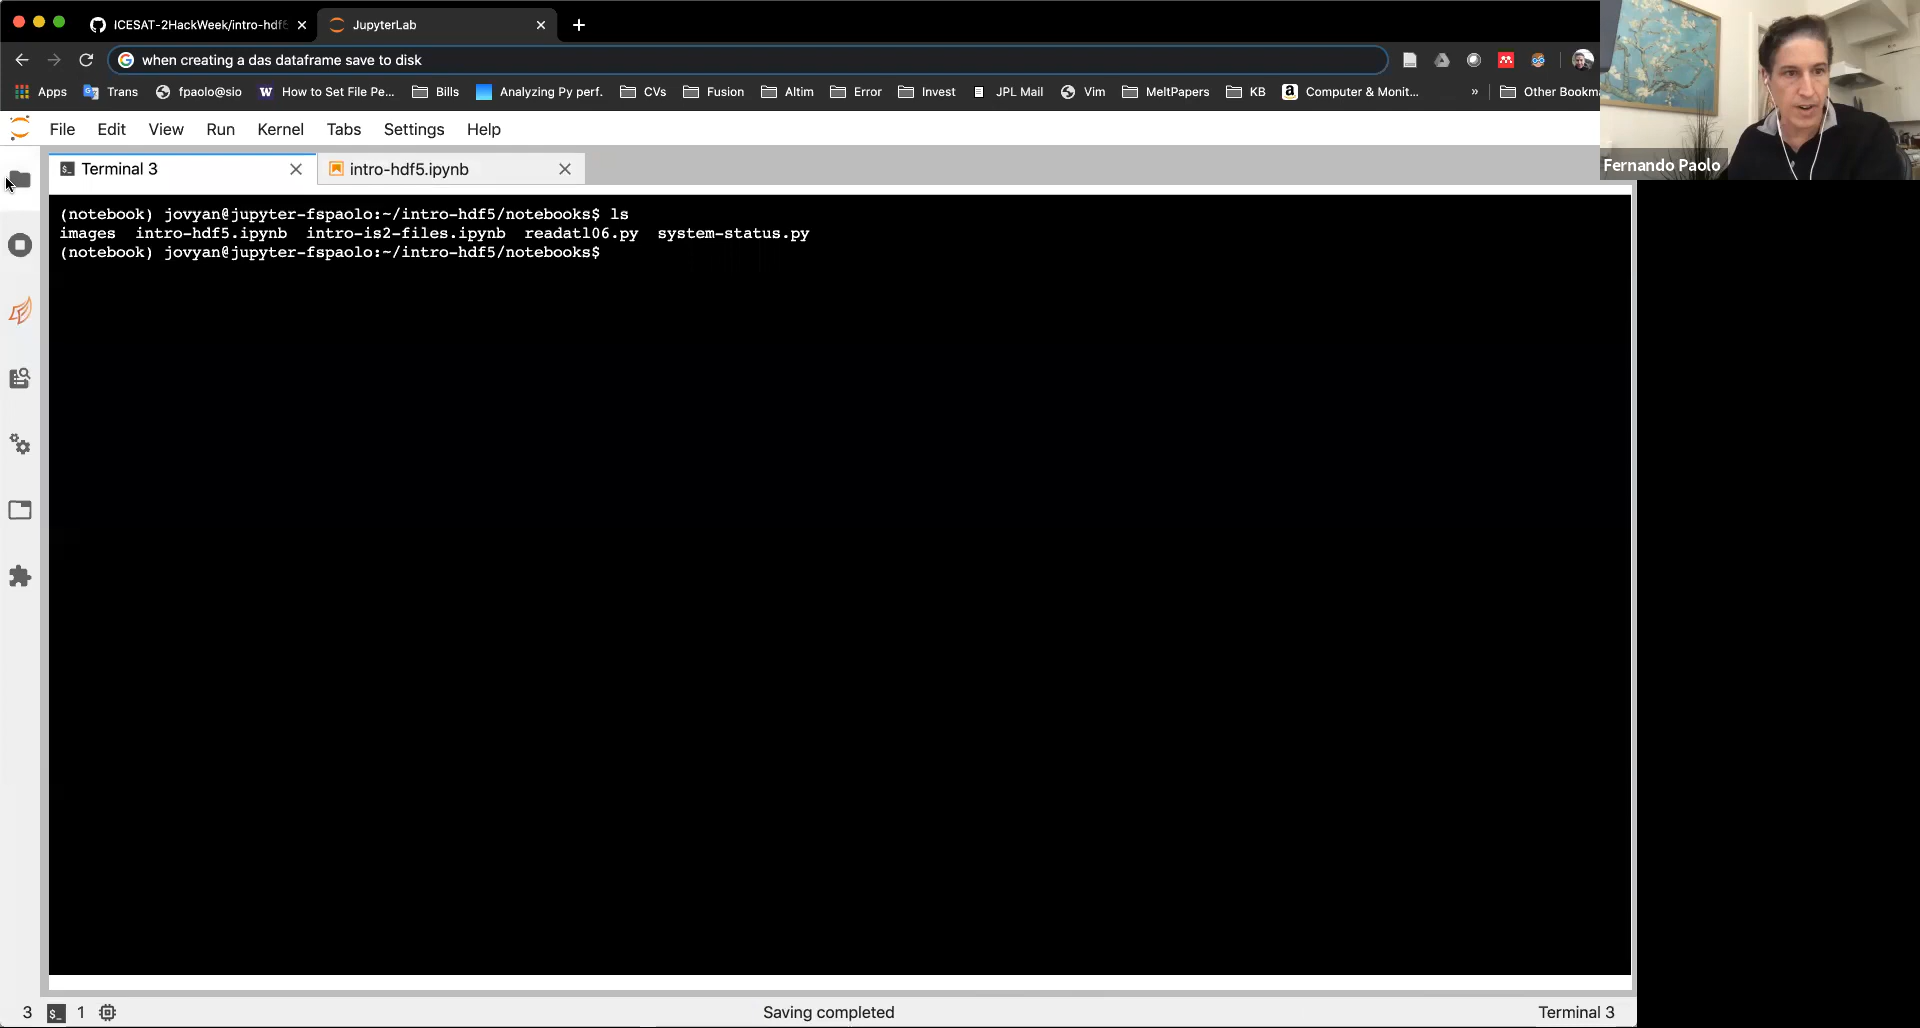 ICESAT-2HackWeek/intro-hdf5
JupyterLab
when creating a das dataframe save to disk
Apps
Trans
fpaolo@sio
W How to Set File Pe...
Bills
Analyzing Py perf.
CVs
Fusion
Altim
Error
Invest
JPL Mail
Vim
MeltPapers
KB
a Computer & Monit...
»
Other Bookm
File Edit View Run Kernel Tabs Settings Help
Fernando Paolo
Terminal 3
intro-hdf5.ipynb
(notebook) jovyan@jupyter-fspaolo:~/intro-hdf5/notebooks$ ls
images intro-hdf5.ipynb intro-is2-files.ipynb readatl06.py system-status.py
(notebook) jovyan@jupyter-fspaolo:~/intro-hdf5/notebooks$
3 $_ 1
Saving completed
Terminal 3